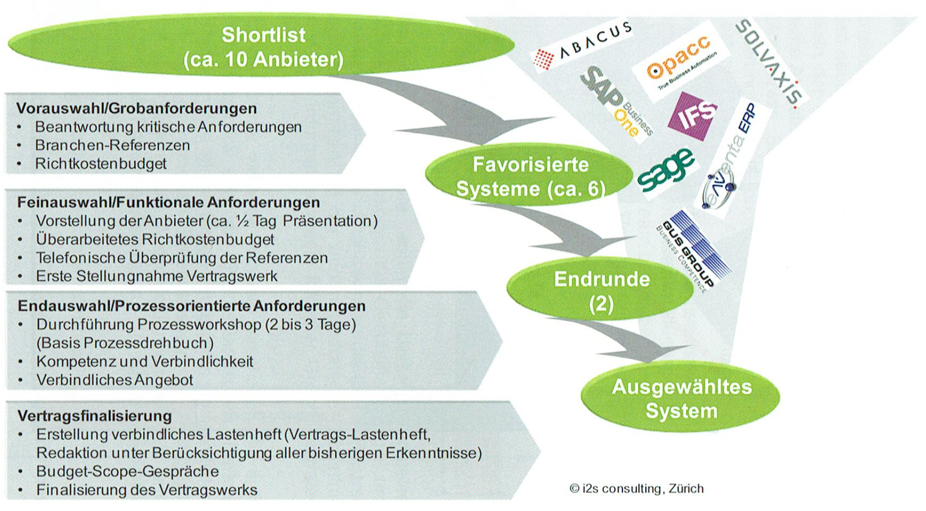 Shortlist
(ca. 10 Anbieter)
Vorauswahl/Grobanforderungen
• Beantwortung kritische Anforderungen
• Branchen-Referenzen
• Richtkostenbudget
Feinauswahl/Funktionale Anforderungen
• Vorstellung der Anbieter (ca. ½ Tag Präsentation)
• Überarbeitetes Richtkostenbudget
• Telefonische Überprüfung der Referenzen
• Erste Stellungnahme Vertragswerk
Endauswahl/Prozessorientierte Anforderungen
• Durchführung Prozessworkshop (2 bis 3 Tage)
(Basis Prozessdrehbuch)
• Kompetenz und Verbindlichkeit
• Verbindliches Angebot
Vertragsfinalisierung
• Erstellung verbindliches Lastenheft (Vertrags-Lastenheft,
Redaktion unter Berücksichtigung aller bisherigen Erkenntnisse)
• Budget-Scope-Gespräche
• Finalisierung des Vertragswerks
Favorisierte
Systeme (ca. 6)
Endrunde
(2)
Ausgewähltes
System
ABACUS
Opacc
True Business Automation
SOLVAXIS
SAP Business
One
IFS
sage
eNVenta ERP
GUS GROUP
BUSINESS COMPETENCE
© i2s consulting, Zürich